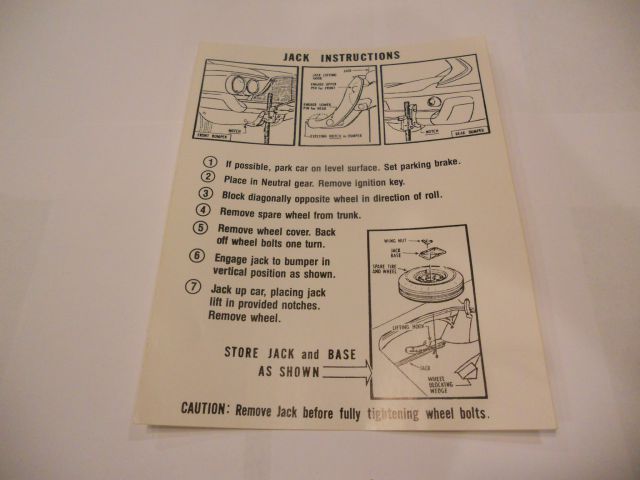 JACK INSTRUCTIONS
NOTCH
FRONT BUMPER
JACK
JACK LIFTING
HOOK
ENGAGE UPPER
PIN for FRONT
ENGAGE LOWER
PIN for REAR
EXISTING NOTCH in BUMPER
NOTCH
REAR BUMPER
1 If possible, park car on level surface. Set parking brake.
2 Place in Neutral gear. Remove ignition key.
3 Block diagonally opposite wheel in direction of roll.
4 Remove spare wheel from trunk.
5 Remove wheel cover. Back
off wheel bolts one turn.
6 Engage jack to bumper in
vertical position as shown.
7 Jack up car, placing jack
lift in provided notches.
Remove wheel.
WING NUT
JACK
BASE
SPARE TIRE
AND WHEEL
LIFTING HOOK
JACK
WHEEL
BLOCKING
WEDGE
STORE JACK and BASE
AS SHOWN
CAUTION: Remove Jack before fully tightening wheel bolts.